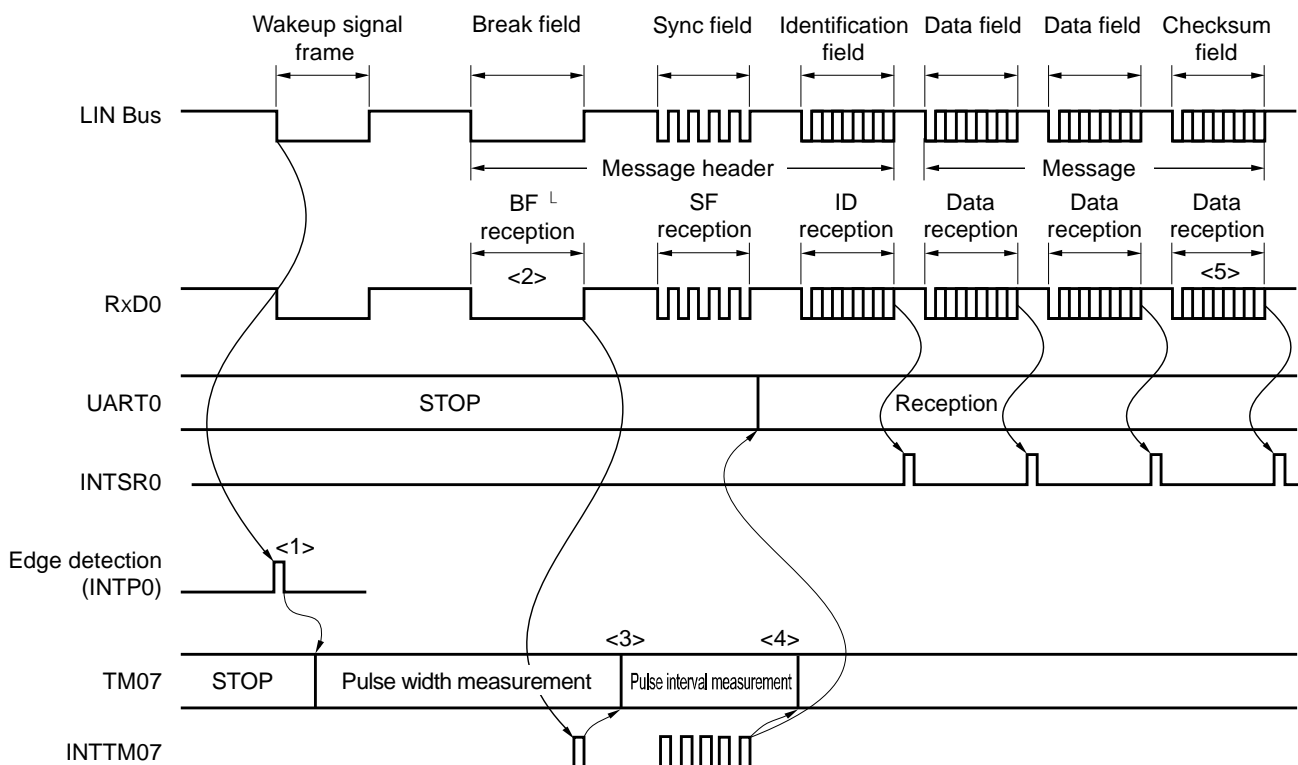 Wakeup signal frame
Break field
Sync field
Identification field
Data field
Data field
Checksum field
LIN Bus
Message header
Message
BF reception
SF reception
ID reception
Data reception
Data reception
Data reception
<2>
<5>
RxD0
UART0
STOP
Reception
INTSR0
<1>
Edge detection
(INTP0)
<3>
<4>
TM07
STOP
Pulse width measurement
Pulse interval measurement
INTTM07